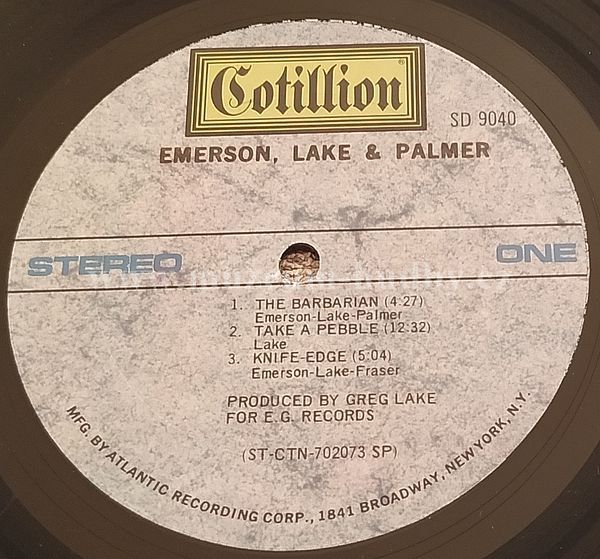 Cotillion®
SD 9040
EMERSON, LAKE & PALMER
STEREO
ONE
1. THE BARBARIAN (4:27)
Emerson-Lake-Palmer
2. TAKE A PEBBLE (12:32)
Lake
3. KNIFE-EDGE (5:04)
Emerson-Lake-Fraser
PRODUCED BY GREG LAKE
FOR E.G. RECORDS
(ST-CTN-702073 SP)
MFG. BY ATLANTIC RECORDING CORP., 1841 BROADWAY, NEW YORK, N.Y.